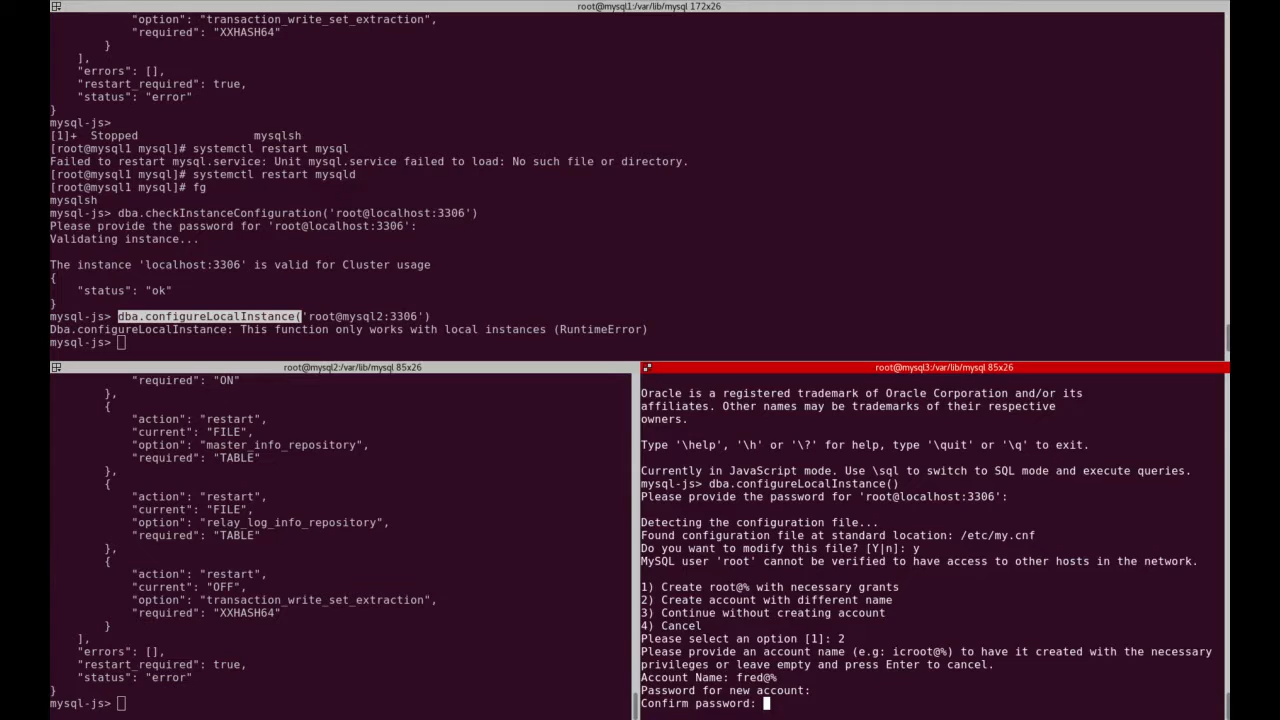 root@mysql1:/var/lib/mysql 172x26
"option": "transaction_write_set_extraction",
"required": "XXHASH64"
}
],
"errors": [],
"restart_required": true,
"status": "error"
}
mysql-js>
[1]+  Stopped                 mysqlsh
[root@mysql1 mysql]# systemctl restart mysql
Failed to restart mysql.service: Unit mysql.service failed to load: No such file or directory.
[root@mysql1 mysql]# systemctl restart mysqld
[root@mysql1 mysql]# fg
mysqlsh
mysql-js> dba.checkInstanceConfiguration('root@localhost:3306')
Please provide the password for 'root@localhost:3306':
Validating instance...
The instance 'localhost:3306' is valid for Cluster usage
{
"status": "ok"
}
mysql-js> dba.configureLocalInstance('root@mysql2:3306')
Dba.configureLocalInstance: This function only works with local instances (RuntimeError)
mysql-js>
root@mysql2:/var/lib/mysql 85x26
"required": "ON"
},
{
"action": "restart",
"current": "FILE",
"option": "master_info_repository",
"required": "TABLE"
},
{
"action": "restart",
"current": "FILE",
"option": "relay_log_info_repository",
"required": "TABLE"
},
{
"action": "restart",
"current": "OFF",
"option": "transaction_write_set_extraction",
"required": "XXHASH64"
}
],
"errors": [],
"restart_required": true,
"status": "error"
}
mysql-js>
root@mysql3:/var/lib/mysql 85x26
Oracle is a registered trademark of Oracle Corporation and/or its
affiliates. Other names may be trademarks of their respective
owners.
Type '\help', '\h' or '\?' for help, type '\quit' or '\q' to exit.
Currently in JavaScript mode. Use \sql to switch to SQL mode and execute queries.
mysql-js> dba.configureLocalInstance()
Please provide the password for 'root@localhost:3306':
Detecting the configuration file...
Found configuration file at standard location: /etc/my.cnf
Do you want to modify this file? [Y|n]: y
MySQL user 'root' cannot be verified to have access to other hosts in the network.
1) Create root@% with necessary grants
2) Create account with different name
3) Continue without creating account
4) Cancel
Please select an option [1]: 2
Please provide an account name (e.g: icroot@%) to have it created with the necessary
privileges or leave empty and press Enter to cancel.
Account Name: fred@%
Password for new account:
Confirm password: